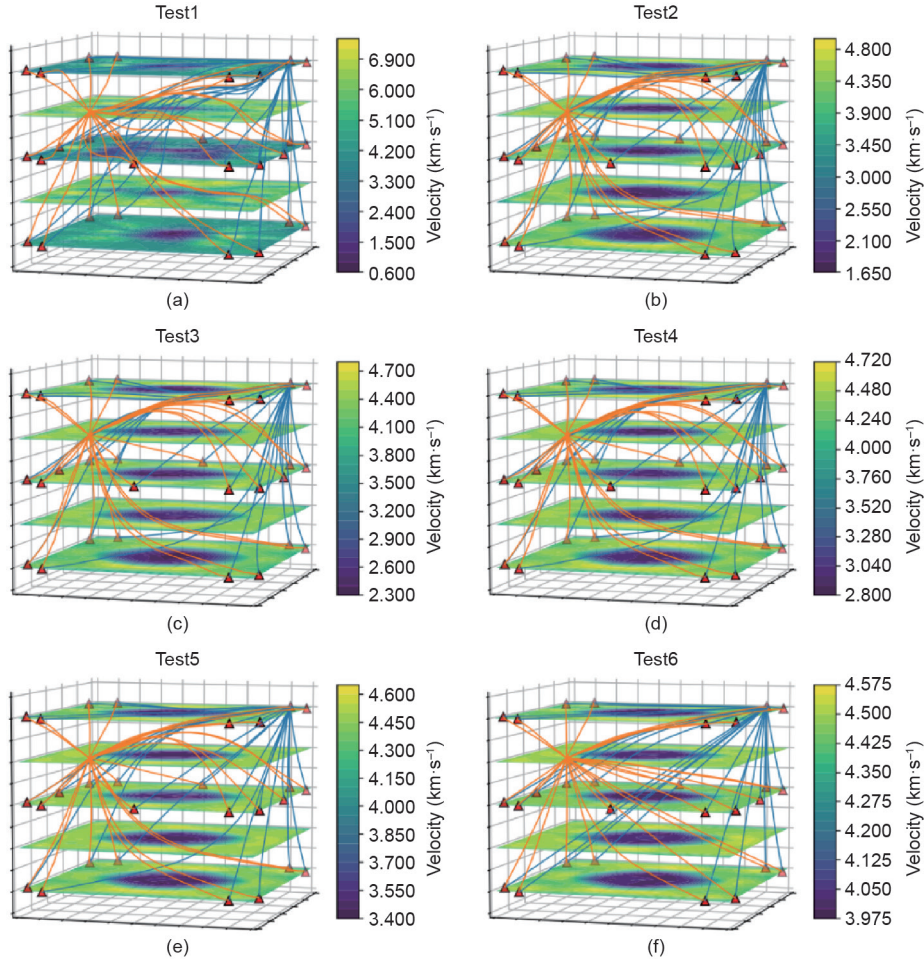 Test1
6.900
6.000
5.100
4.200
3.300
2.400
1.500
0.600
Velocity (km·s⁻¹)
(a)
Test2
4.800
4.350
3.900
3.450
3.000
2.550
2.100
1.650
Velocity (km·s⁻¹)
(b)
Test3
4.700
4.400
4.100
3.800
3.500
3.200
2.900
2.600
2.300
Velocity (km·s⁻¹)
(c)
Test4
4.720
4.480
4.240
4.000
3.760
3.520
3.280
3.040
2.800
Velocity (km·s⁻¹)
(d)
Test5
4.600
4.450
4.300
4.150
4.000
3.850
3.700
3.550
3.400
Velocity (km·s⁻¹)
(e)
Test6
4.575
4.500
4.425
4.350
4.275
4.200
4.125
4.050
3.975
Velocity (km·s⁻¹)
(f)